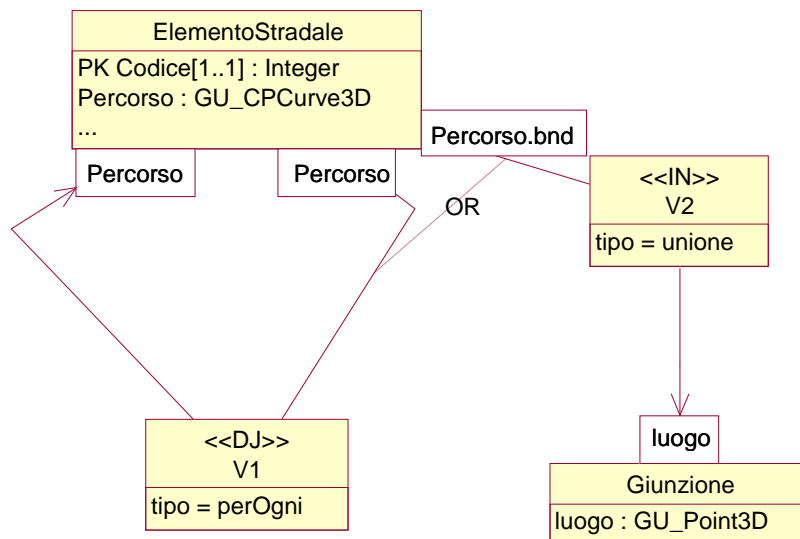 ElementoStradale
PK Codice[1..1] : Integer
Percorso : GU_CPCurve3D
...
Percorso.bnd
Percorso
Percorso
<<IN>>
V2
tipo = unione
OR
<<DJ>>
V1
tipo = perOgni
luogo
Giunzione
luogo : GU_Point3D